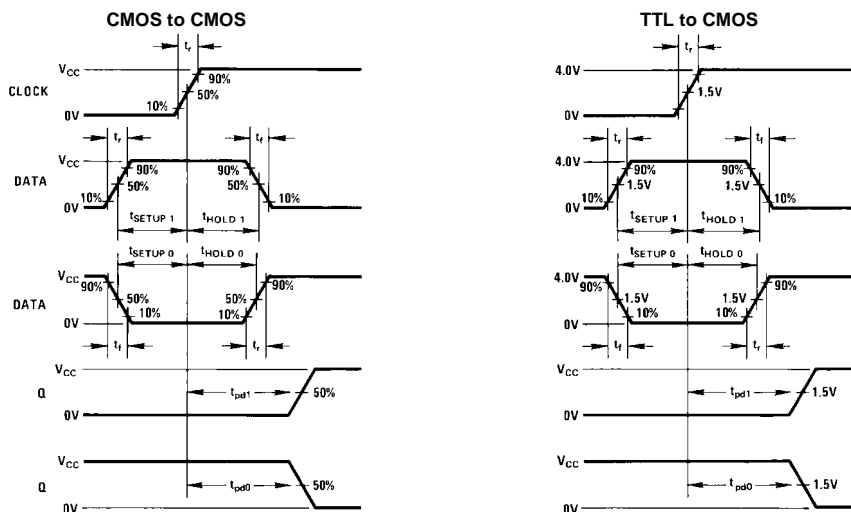 CMOS to CMOS
t_r
V_CC
90%
CLOCK
50%
10%
0V
t_r
t_f
V_CC
90%
90%
DATA
50%
50%
10%
10%
0V
t_SETUP 1
t_HOLD 1
t_SETUP 0
t_HOLD 0
V_CC
90%
90%
DATA
50%
50%
10%
10%
0V
t_f
t_r
V_CC
Q
t_pd1
50%
0V
V_CC
Q
t_pd0
50%
0V
TTL to CMOS
t_r
4.0V
90%
1.5V
10%
0V
t_r
t_f
4.0V
90%
90%
1.5V
1.5V
10%
10%
0V
t_SETUP 1
t_HOLD 1
t_SETUP 0
t_HOLD 0
4.0V
90%
90%
1.5V
1.5V
10%
10%
0V
t_f
t_r
V_CC
t_pd1
1.5V
0V
V_CC
t_pd0
1.5V
0V